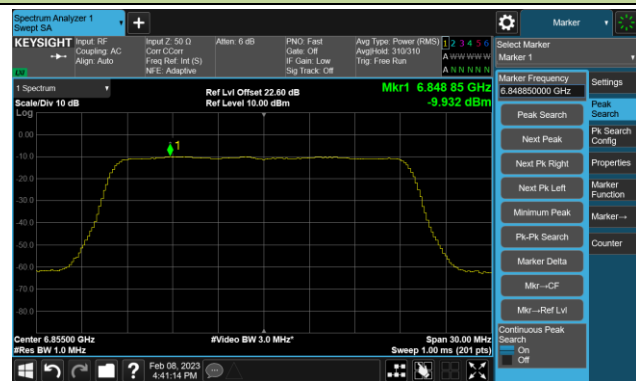 Spectrum Analyzer 1
Swept SA
Marker
KEYSIGHT
Input: RF
Coupling: AC
Align: Auto
Input Z: 50 Ω
Corr CCorr
Freq Ref: Int (S)
NFE: Adaptive
Atten: 6 dB
PNO: Fast
Gate: Off
IF Gain: Low
Sig Track: Off
Avg Type: Power (RMS)
Avg|Hold: 310/310
Trig: Free Run
1 2 3 4 5 6
A W W W W W
A N N N N N
LU
Select Marker
Marker 1
1 Spectrum
Scale/Div 10 dB
Log
Ref Lvl Offset 22.60 dB
Ref Level 10.00 dBm
Mkr1 6.848 85 GHz
-9.932 dBm
1
0.00
-10.0
-20.0
-30.0
-40.0
-50.0
-60.0
-70.0
-80.0
Center 6.85500 GHz
#Res BW 1.0 MHz
#Video BW 3.0 MHz*
Span 30.00 MHz
Sweep 1.00 ms (201 pts)
Marker Frequency
6.848850000 GHz
Peak Search
Next Peak
Next Pk Right
Next Pk Left
Minimum Peak
Pk-Pk Search
Marker Delta
Mkr→CF
Mkr→Ref Lvl
Continuous Peak
Search
On
Off
Settings
Peak
Search
Pk Search
Config
Properties
Marker
Function
Marker→
Counter
?
Feb 08, 2023
4:41:14 PM